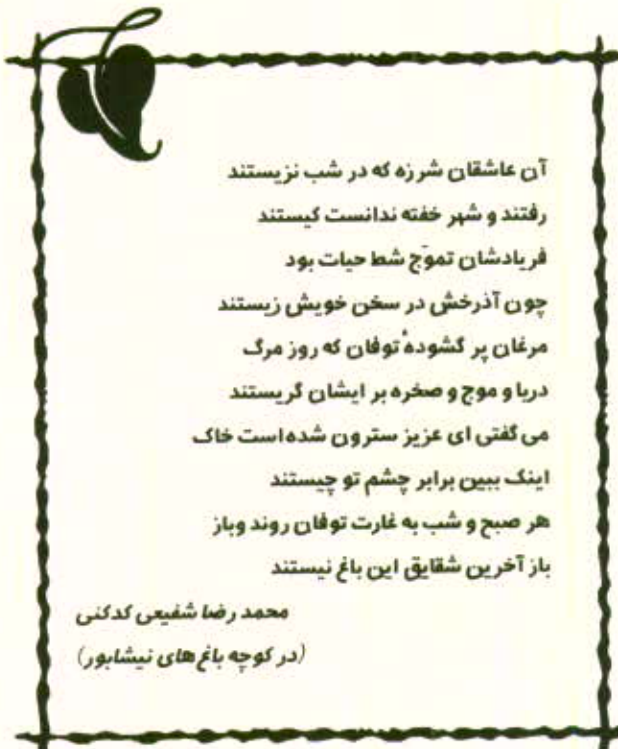 آن عاشقان شرزه که در شب نزیستند
رفتند و شهر خفته ندانست کیستند
فریادشان تموّج شط حیات بود
چون آذرخش در سخن خویش زیستند
مرغان پر گشودهٔ توفان که روز مرگ
دریا و موج و صخره بر ایشان گریستند
می گفتی ای عزیز سترون شده است خاک
اینک ببین برابر چشم تو چیستند
هر صبح و شب به غارت توفان روند وباز
باز آخرین شقایق این باغ نیستند
محمد رضا شفیعی کدکنی
(در کوچه باغ های نیشابور)